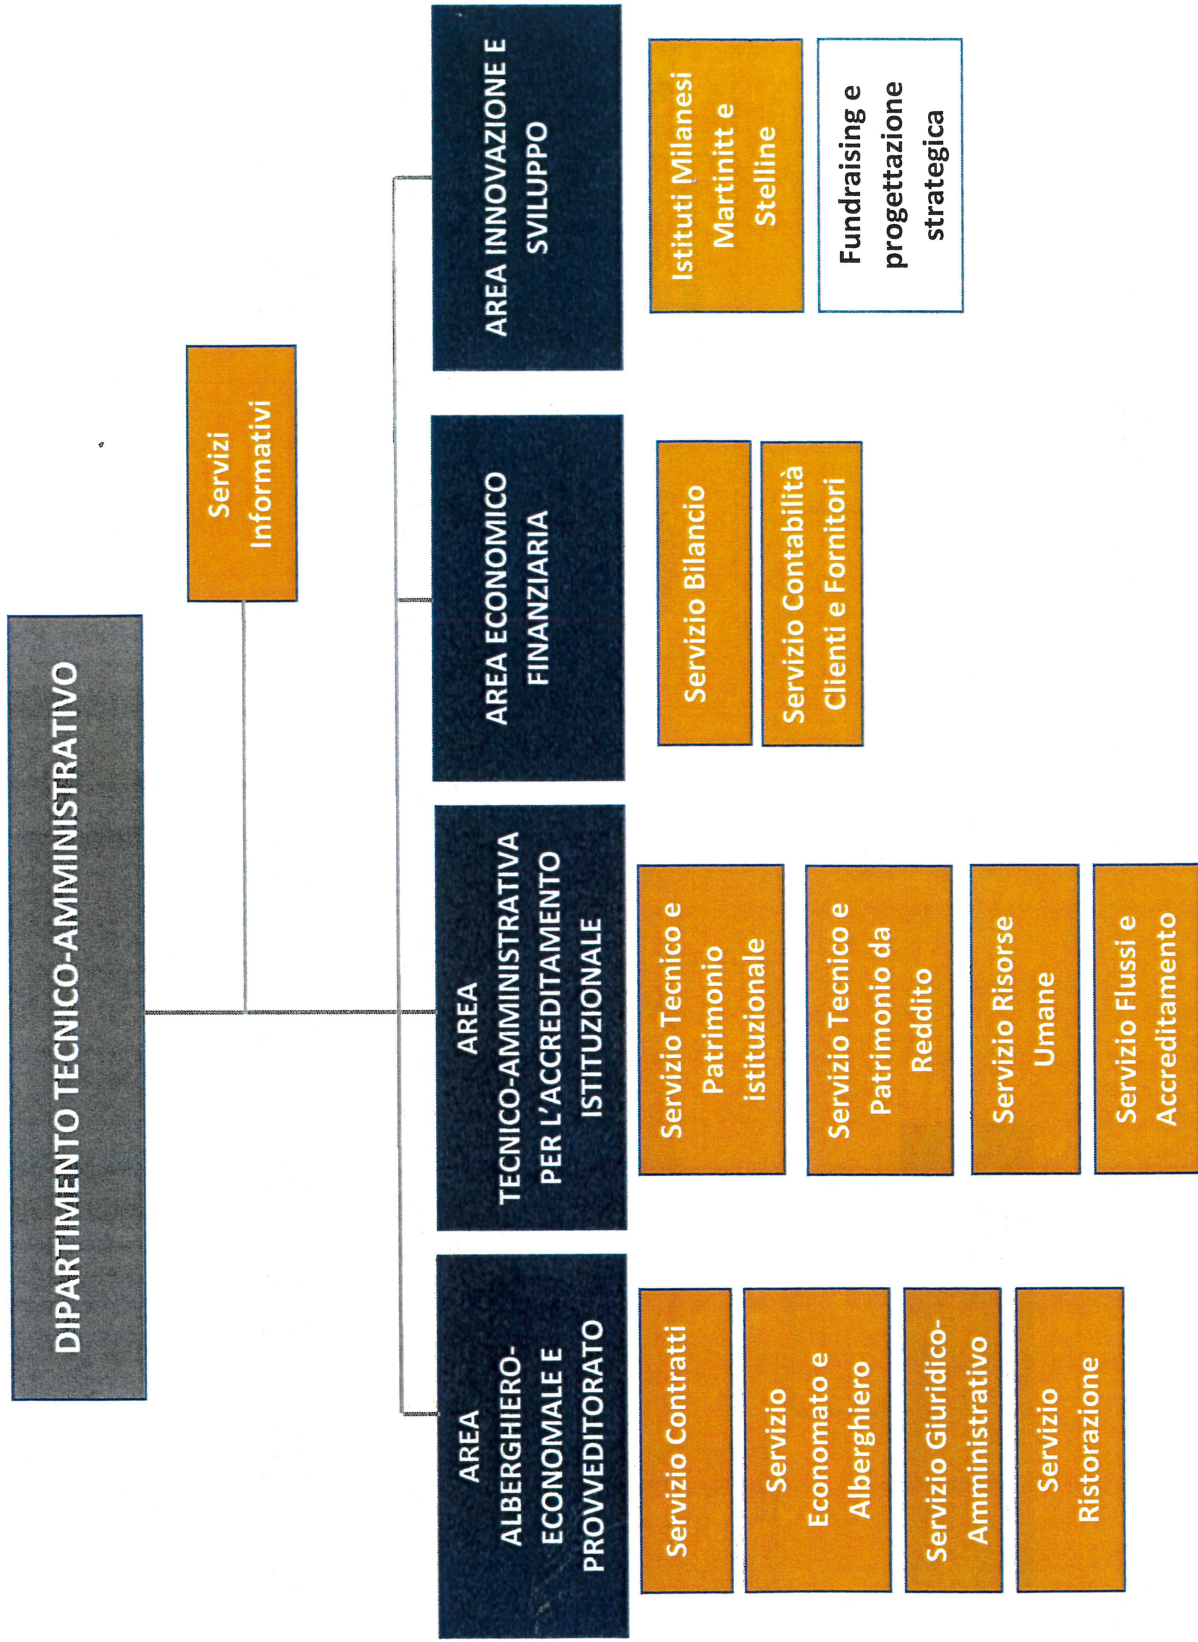 DIPARTIMENTO TECNICO-AMMINISTRATIVO
Servizi
Informativi
AREA
ALBERGHIERO-
ECONOMALE E
PROVVEDITORATO
Servizio Contratti
Servizio
Economato e
Alberghiero
Servizio Giuridico-
Amministrativo
Servizio
Ristorazione
AREA
TECNICO-AMMINISTRATIVA
PER L'ACCREDITAMENTO
ISTITUZIONALE
Servizio Tecnico e
Patrimonio
istituzionale
Servizio Tecnico e
Patrimonio da
Reddito
Servizio Risorse
Umane
Servizio Flussi e
Accreditamento
AREA ECONOMICO
FINANZIARIA
Servizio Bilancio
Servizio Contabilità
Clienti e Fornitori
AREA INNOVAZIONE E
SVILUPPO
Istituti Milanesi
Martinitt e
Stelline
Fundraising e
progettazione
strategica